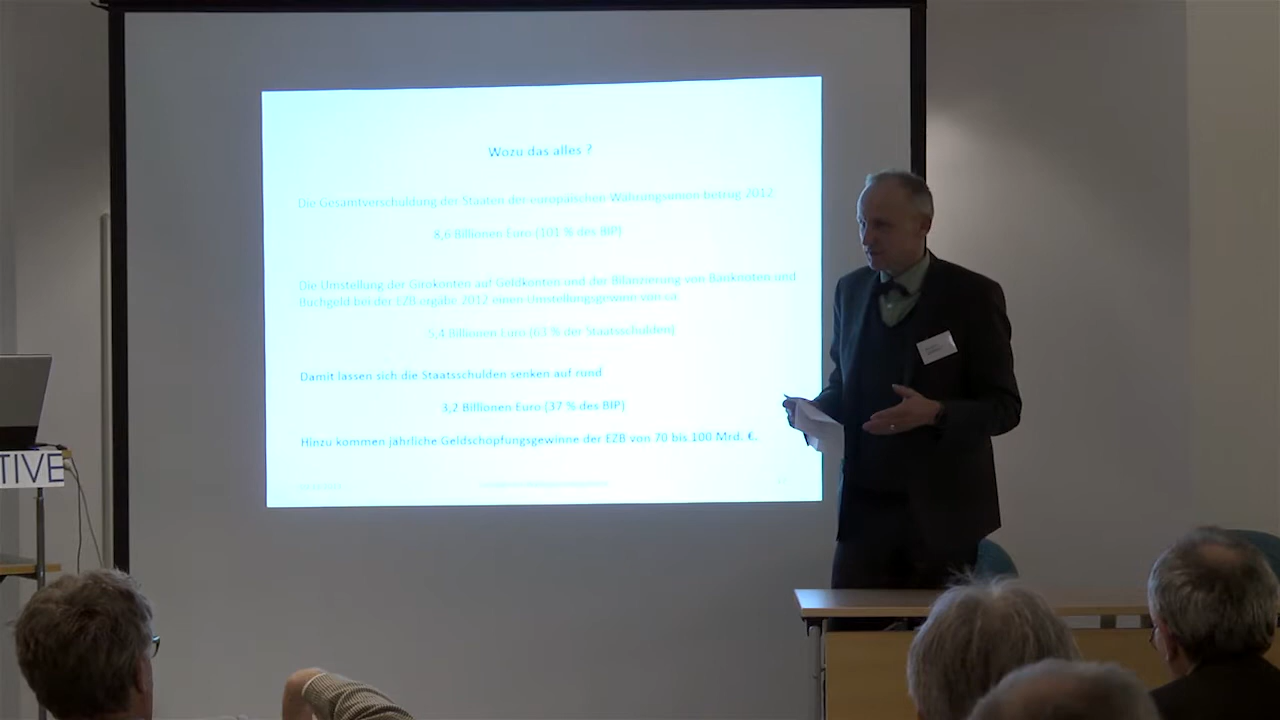 Wozu das alles ?
Die Gesamtverschuldung der Staaten der europäischen Währungsunion betrug 2012
8,6 Billionen Euro (101 % des BIP)
Die Umstellung der Girokonten auf Geldkonten und der Bilanzierung von Banknoten und
Buchgeld bei der EZB ergäbe 2012 einen Umstellungsgewinn von ca
5,4 Billionen Euro (63 % der Staatsschulden)
Damit lassen sich die Staatsschulden senken auf rund
3,2 Billionen Euro (37 % des BIP)
Hinzu kommen jährliche Geldschöpfungsgewinne der EZB von 70 bis 100 Mrd. €.
TIVE